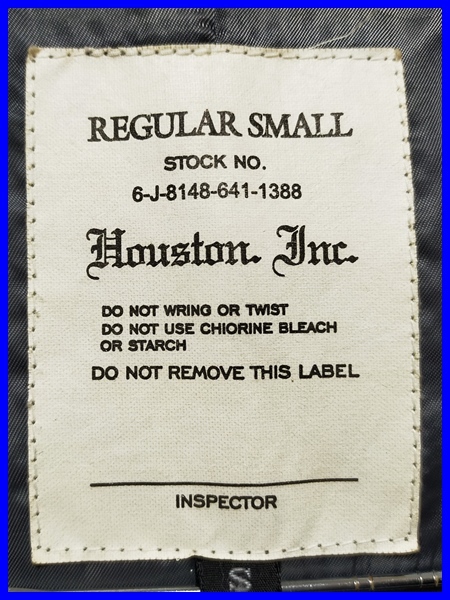 REGULAR SMALL
STOCK NO.
6-J-8148-641-1388
Houston. Inc.
DO NOT WRING OR TWIST
DO NOT USE CHIORINE BLEACH
OR STARCH
DO NOT REMOVE THIS LABEL
INSPECTOR
S